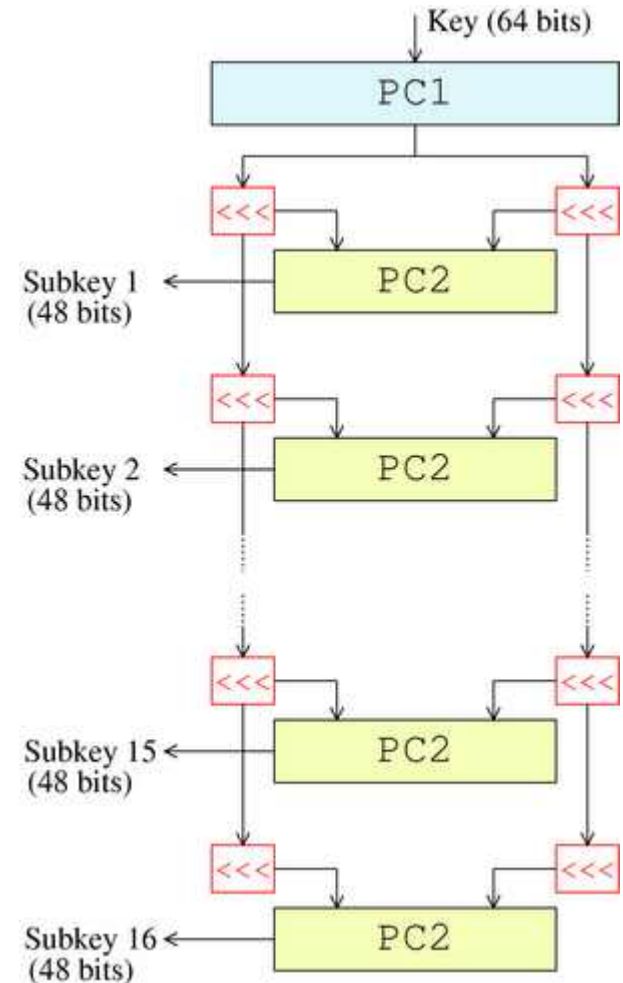 Key (64 bits)
PC1
<<< <<<
PC2
Subkey 1
(48 bits)
<<< <<<
PC2
Subkey 2
(48 bits)
<<< <<<
PC2
Subkey 15
(48 bits)
<<< <<<
PC2
Subkey 16
(48 bits)